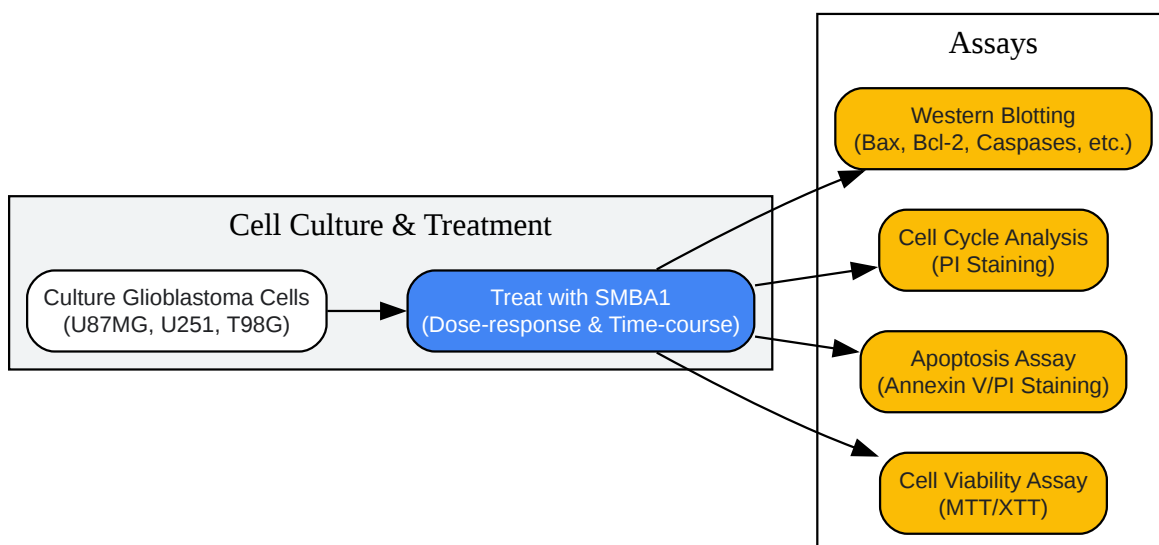 Cell Culture & Treatment
Culture Glioblastoma Cells
(U87MG, U251, T98G)
Treat with SMBA1
(Dose-response & Time-course)
Assays
Western Blotting
(Bax, Bcl-2, Caspases, etc.)
Cell Cycle Analysis
(PI Staining)
Apoptosis Assay
(Annexin V/PI Staining)
Cell Viability Assay
(MTT/XTT)